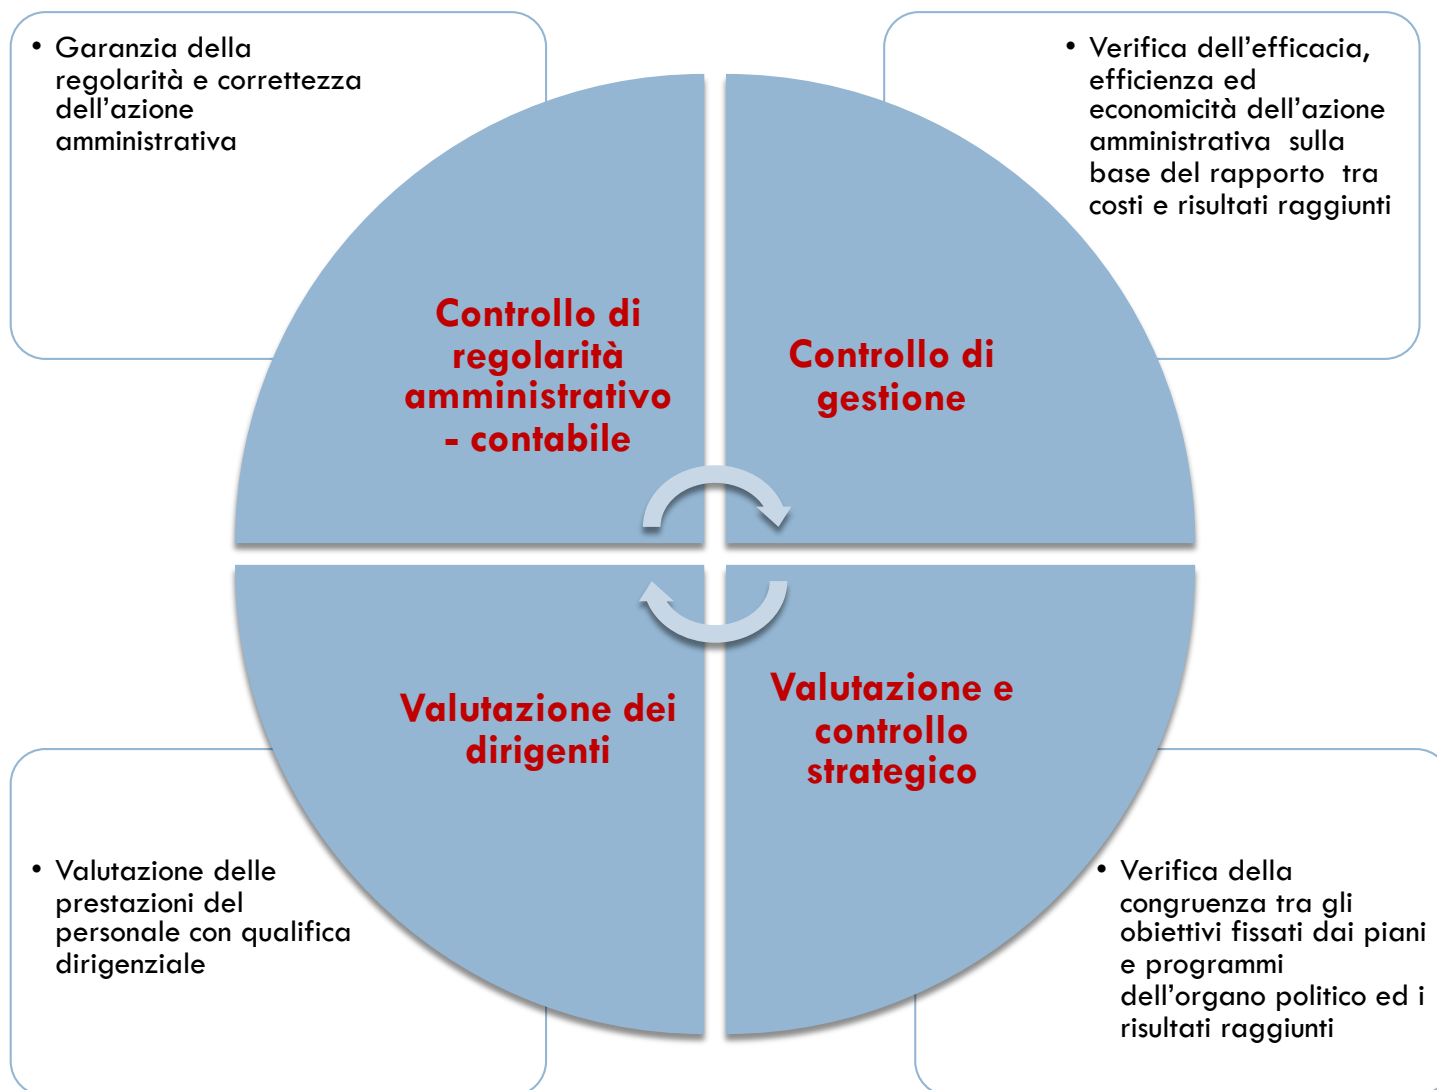 • Garanzia della
regolarità e correttezza
dell’azione
amministrativa
• Verifica dell’efficacia,
efficienza ed
economicità dell’azione
amministrativa sulla
base del rapporto tra
costi e risultati raggiunti
Controllo di
regolarità
amministrativo
- contabile
Controllo di
gestione
Valutazione dei
dirigenti
Valutazione e
controllo
strategico
• Valutazione delle
prestazioni del
personale con qualifica
dirigenziale
• Verifica della
congruenza tra gli
obiettivi fissati dai piani
e programmi
dell’organo politico ed i
risultati raggiunti